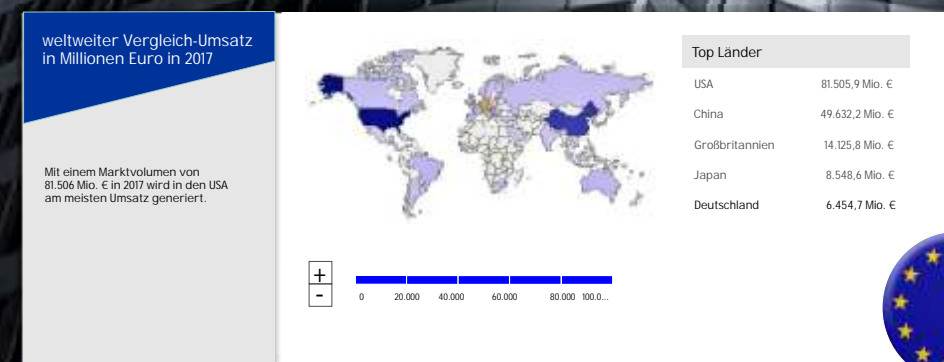 weltweiter Vergleich-Umsatz
in Millionen Euro in 2017
Mit einem Marktvolumen von
81.506 Mio. € in 2017 wird in den USA
am meisten Umsatz generiert.
Top Länder
USA 81.505,9 Mio. €
China 49.632,2 Mio. €
Großbritannien 14.125,8 Mio. €
Japan 8.548,6 Mio. €
Deutschland 6.454,7 Mio. €
+
-
0 20.000 40.000 60.000 80.000 100.0...